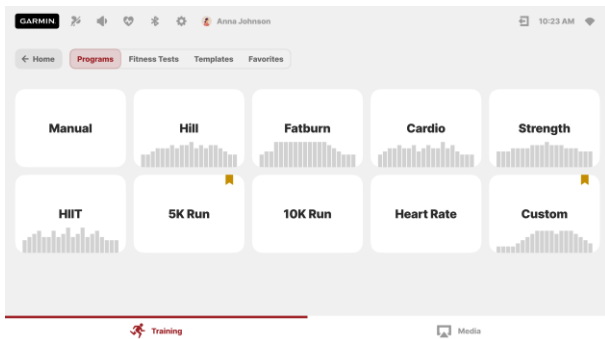 GARMIN Anna Johnson 10:23 AM
← Home Programs Fitness Tests Templates Favorites
Manual Hill Fatburn Cardio Strength
HIIT 5K Run 10K Run Heart Rate Custom
Training Media